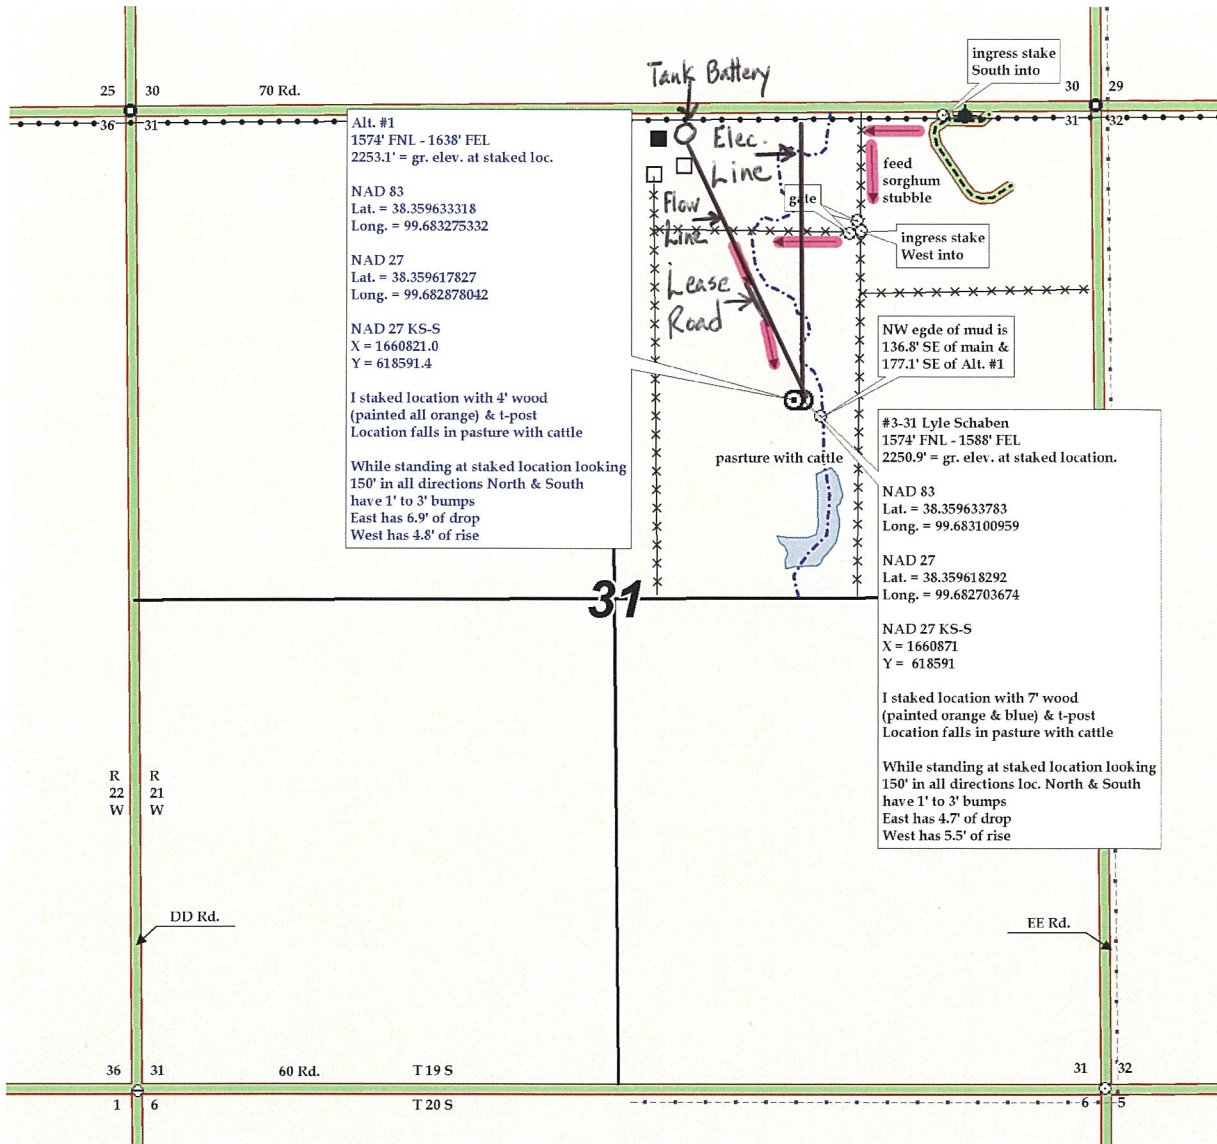 ingress stake
South into
Tank Battery
25 30
70 Rd.
30 29
36 31
31 32
Alt. #1
1574' FNL - 1638' FEL
2253.1' = gr. elev. at staked loc.
NAD 83
Lat. = 38.359633318
Long. = 99.683275332
NAD 27
Lat. = 38.359617827
Long. = 99.682878042
NAD 27 KS-S
X = 1660821.0
Y = 618591.4
I staked location with 4' wood
(painted all orange) & t-post
Location falls in pasture with cattle
While standing at staked location looking
150' in all directions North & South
have 1' to 3' bumps
East has 6.9' of drop
West has 4.8' of rise
Elec.
Line
feed
sorghum
stubble
gate
Flow
Line
ingress stake
West into
Lease
Road
NW egde of mud is
136.8' SE of main &
177.1' SE of Alt. #1
pasrture with cattle
#3-31 Lyle Schaben
1574' FNL - 1588' FEL
2250.9' = gr. elev. at staked location.
NAD 83
Lat. = 38.359633783
Long. = 99.683100959
NAD 27
Lat. = 38.359618292
Long. = 99.682703674
NAD 27 KS-S
X = 1660871
Y = 618591
I staked location with 7' wood
(painted orange & blue) & t-post
Location falls in pasture with cattle
While standing at staked location looking
150' in all directions loc. North & South
have 1' to 3' bumps
East has 4.7' of drop
West has 5.5' of rise
31
R R
22 21
W W
DD Rd.
EE Rd.
36 31
60 Rd.
T 19 S
31 32
1 6
T 20 S
6 5